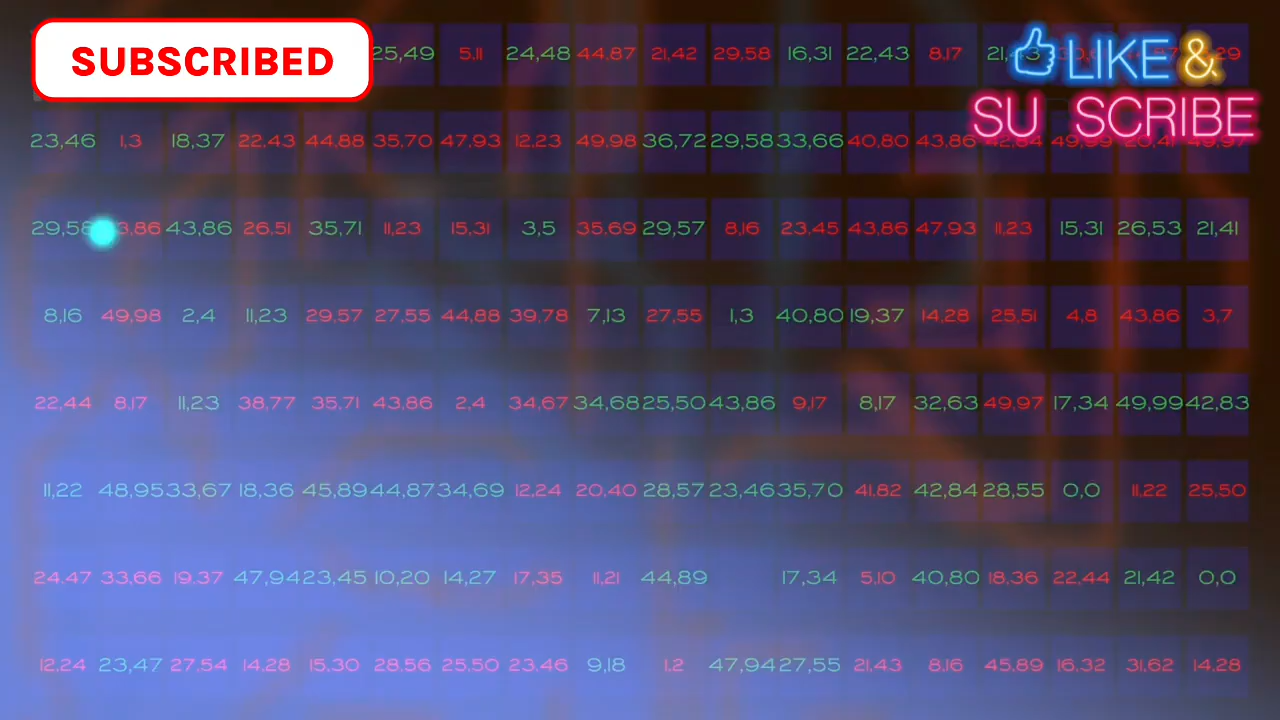 SUBSCRIBED 25,49 5,11 24,48 44,87 21,42 29,58 16,31 22,43 8,17
LIKE &
SU SCRIBE
23,46 1,3 18,37 22,43 44,88 35,70 47,93 12,23 49,98 36,72 29,58 33,66 40,80 43,86 42,84 49,99 20,41 49,97
29,58 43,86 26,51 35,71 11,23 15,31 3,5 35,69 29,57 8,16 23,45 43,86 47,93 11,23 15,31 26,53 21,41
8,16 49,98 2,4 11,23 29,57 27,55 44,88 39,78 7,13 27,55 1,3 40,80 19,37 14,28 25,51 4,8 43,86 3,7
22,44 8,17 11,23 38,77 35,71 43,86 2,4 34,67 34,68 25,50 43,86 9,17 8,17 32,63 49,97 17,34 49,99 42,83
11,22 48,95 33,67 18,36 45,89 44,87 34,69 12,24 20,40 28,57 23,46 35,70 41,82 42,84 28,55 0,0 11,22 25,50
24,47 33,66 19,37 47,94 23,45 10,20 14,27 17,35 11,21 44,89 17,34 5,10 40,80 18,36 22,44 21,42 0,0
12,24 23,47 27,54 14,28 15,30 28,56 25,50 23,46 9,18 1,2 47,94 27,55 21,43 8,16 45,89 16,32 31,62 14,28